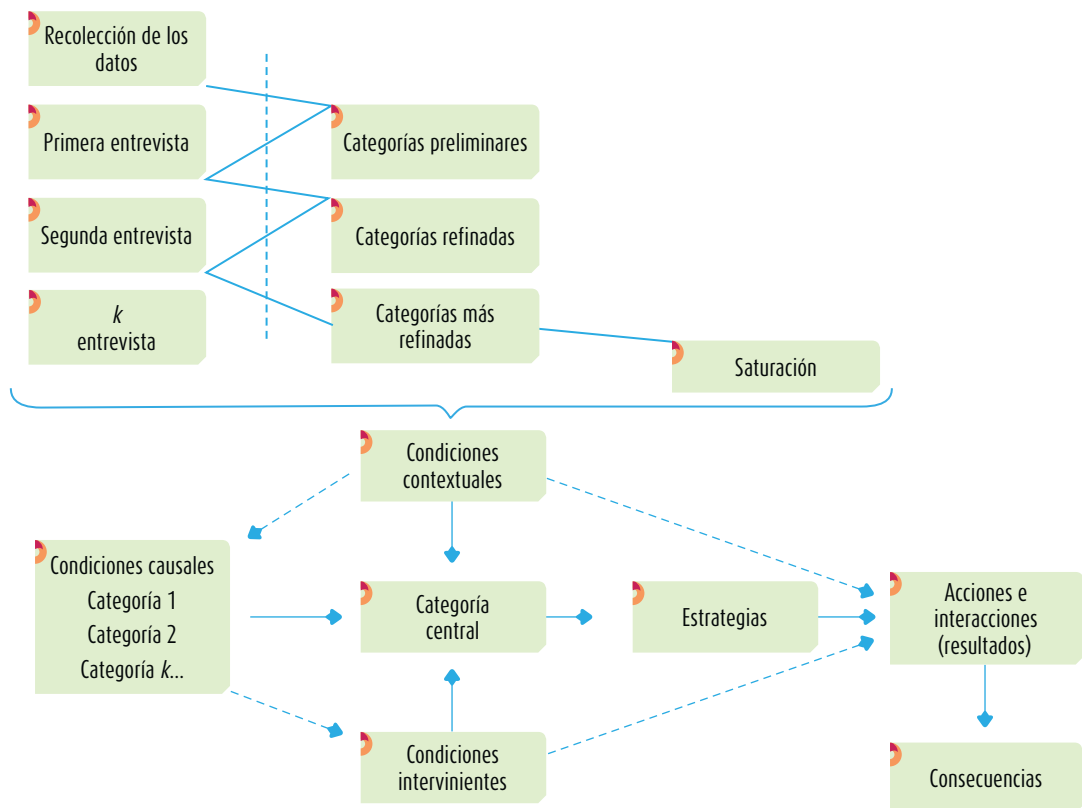 Recolección de los
datos
Primera entrevista
Categorías preliminares
Segunda entrevista
Categorías refinadas
k
entrevista
Categorías más
refinadas
Saturación
Condiciones
contextuales
Condiciones causales
Categoría 1
Categoría 2
Categoría k...
Categoría
central
Estrategias
Acciones e
interacciones
(resultados)
Condiciones
intervinientes
Consecuencias